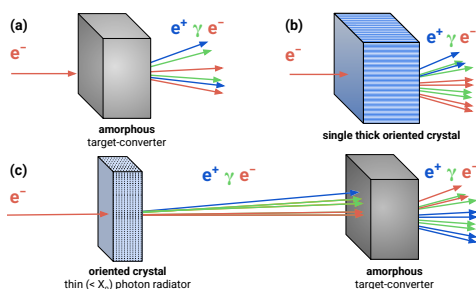 (a)
e⁺ γ e⁻
e⁻
amorphous
target-converter
(b)
e⁺ γ e⁻
e⁻
single thick oriented crystal
(c)
e⁺ γ e⁻
e⁺ γ e⁻
e⁻
oriented crystal
thin (< X₀) photon radiator
amorphous
target-converter